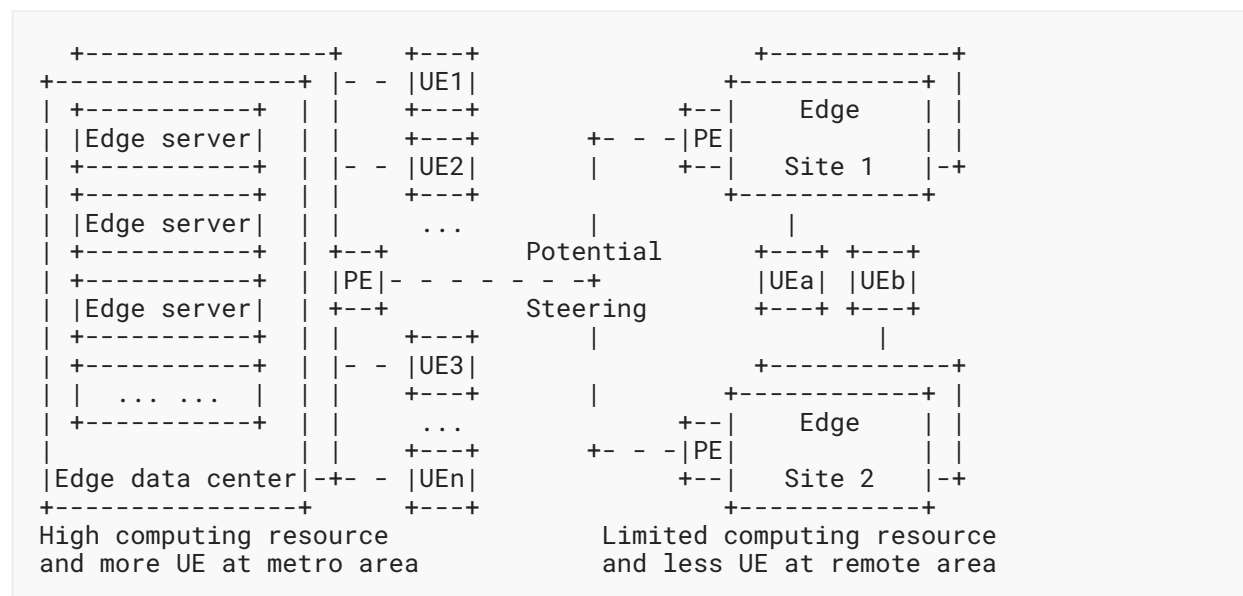 +-----------------+    +---+                    +------------+
+-----------------+ |- - |UE1|                  +-------------+ |
| +-----------+  | |    +---+               +--|    Edge     | |
| |Edge server|  | |    +---+         +- - -|PE|             | |
| +-----------+  | |- - |UE2|         |     +--|   Site 1    |-+
| +-----------+  | |    +---+                  +-------------+
| |Edge server|  | |     ...          |             |
| +-----------+  | +--+          Potential      +---+ +---+
| +-----------+  | |PE|- - - - - - -+           |UEa| |UEb|
| |Edge server|  | +--+          Steering       +---+ +---+
| +-----------+  | |    +---+       |                   |
| +-----------+  | |- - |UE3|                    +-------------+
| |  ... ...  |  | |    +---+         |        +-------------+ |
| +-----------+  | |     ...                +--|    Edge     | |
|                | |    +---+       +- - -|PE|             | |
|Edge data center|-+- - |UEn|               +--|   Site 2    |-+
+-----------------+      +---+                  +-------------+
High computing resource              Limited computing resource
and more UE at metro area            and less UE at remote area